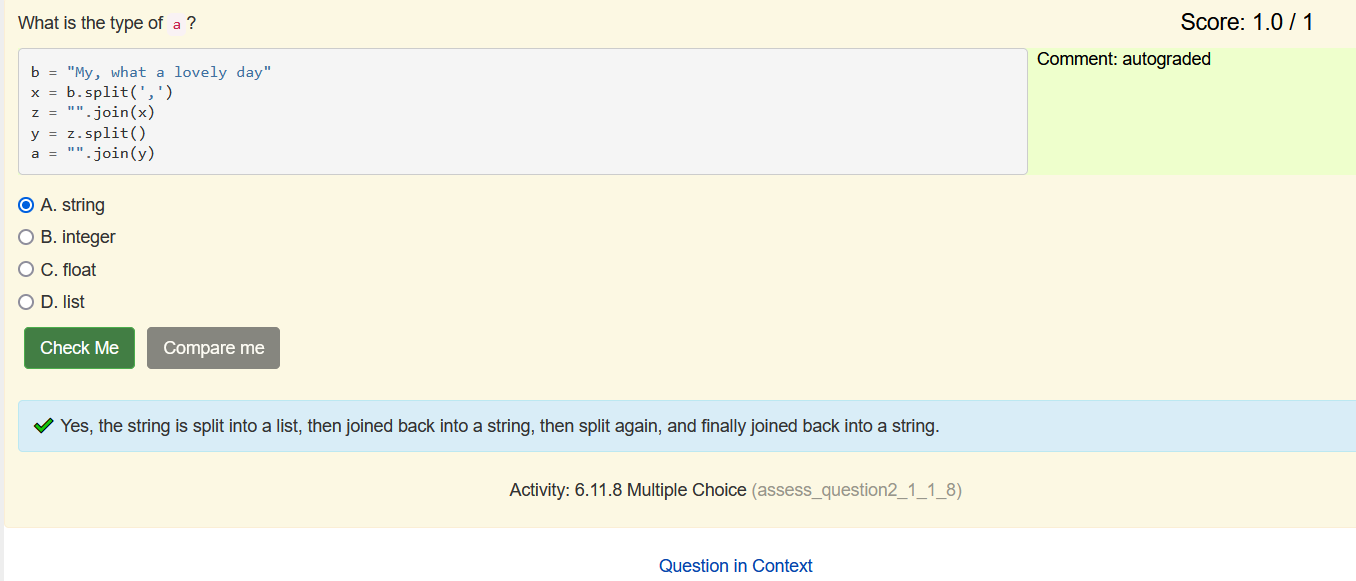 What is the type of a ?
Score: 1.0 / 1
b = "My, what a lovely day"
x = b.split(',')
z = "".join(x)
y = z.split()
a = "".join(y)
Comment: autograded
A. string
B. integer
C. float
D. list
Check Me
Compare me
Yes, the string is split into a list, then joined back into a string, then split again, and finally joined back into a string.
Activity: 6.11.8 Multiple Choice (assess_question2_1_1_8)
Question in Context